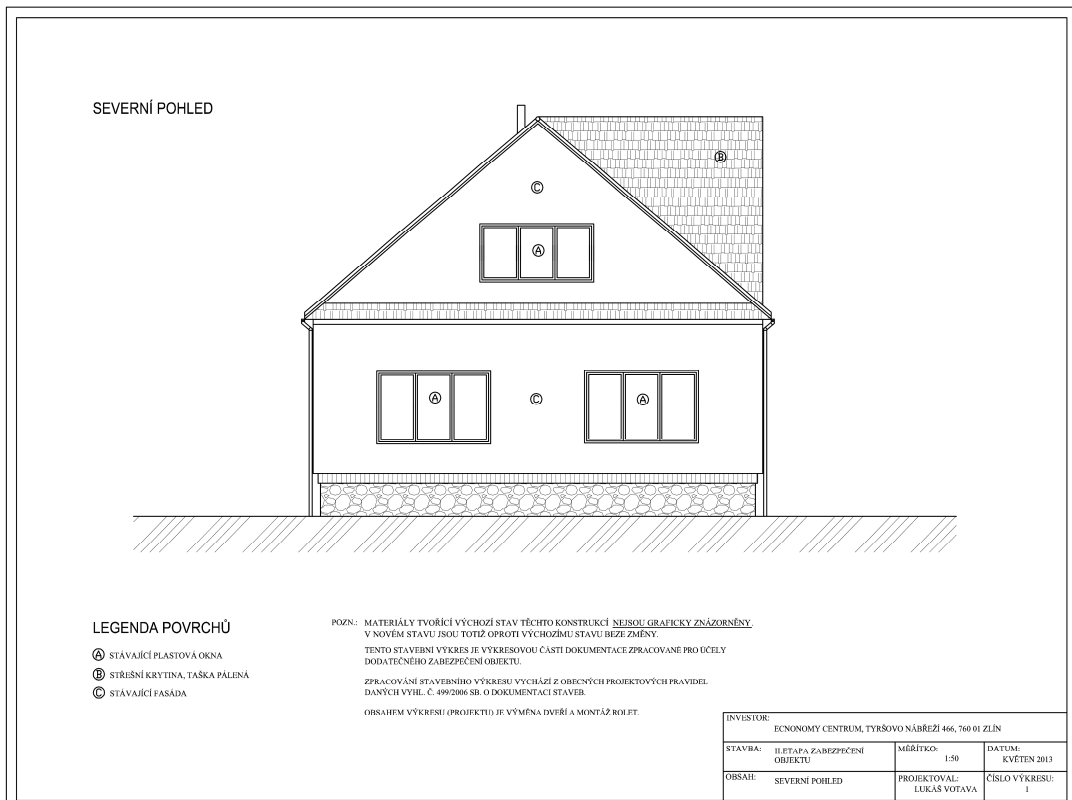 SEVERNÍ POHLED
B
C
A
A
C
A
LEGENDA POVRCHŮ
A STÁVAJÍCÍ PLASTOVÁ OKNA
B STŘEŠNÍ KRYTINA, TAŠKA PÁLENÁ
C STÁVAJÍCÍ FASÁDA
POZN.: MATERIÁLY TVOŘÍCÍ VÝCHOZÍ STAV TĚCHTO KONSTRUKCÍ NEJSOU GRAFICKY ZNÁZORNĚNY.
V NOVÉM STAVU JSOU TOTIŽ OPROTI VÝCHOZÍMU STAVU BEZE ZMĚNY.
TENTO STAVEBNÍ VÝKRES JE VÝKRESOVOU ČÁSTÍ DOKUMENTACE ZPRACOVANÉ PRO ÚČELY
DODATEČNÉHO ZABEZPEČENÍ OBJEKTU.
ZPRACOVÁNÍ STAVEBNÍHO VÝKRESU VYCHÁZÍ Z OBECNÝCH PROJEKTOVÝCH PRAVIDEL
DANÝCH VYHL. Č. 499/2006 SB. O DOKUMENTACI STAVEB.
OBSAHEM VÝKRESU (PROJEKTU) JE VÝMĚNA DVEŘÍ A MONTÁŽ ROLET.
INVESTOR:
ECNONOMY CENTRUM, TYRŠOVO NÁBŘEŽÍ 466, 760 01 ZLÍN
STAVBA: II.ETAPA ZABEZPEČENÍ
OBJEKTU
MĚŘÍTKO:
1:50
DATUM:
KVĚTEN 2013
OBSAH: SEVERNÍ POHLED
PROJEKTOVAL:
LUKÁŠ VOTAVA
ČÍSLO VÝKRESU:
1